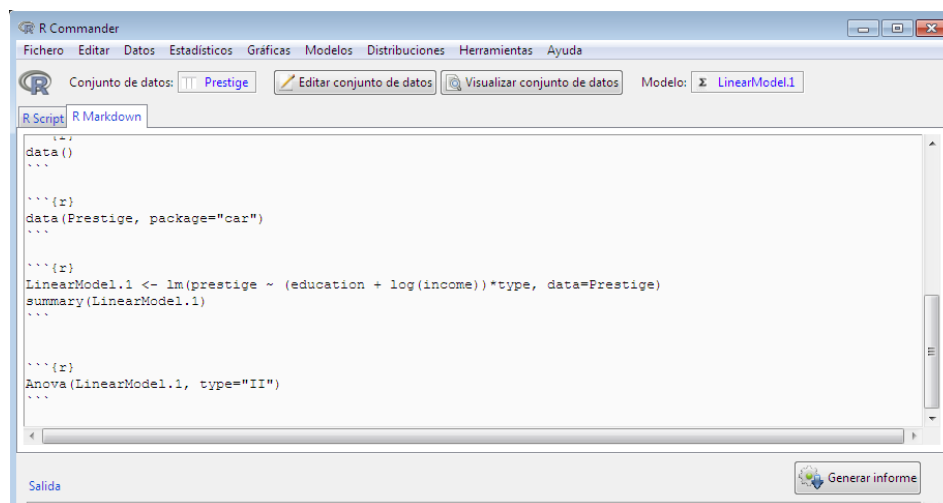 R Commander
Fichero Editar Datos Estadísticos Gráficas Modelos Distribuciones Herramientas Ayuda
R Conjunto de datos: Prestige Editar conjunto de datos Visualizar conjunto de datos Modelo: Σ LinearModel.1
R Script R Markdown
```{r}
data()
```
```{r}
data(Prestige, package="car")
```
```{r}
LinearModel.1 <- lm(prestige ~ (education + log(income))*type, data=Prestige)
summary(LinearModel.1)
```
```{r}
Anova(LinearModel.1, type="II")
```
Salida
Generar informe